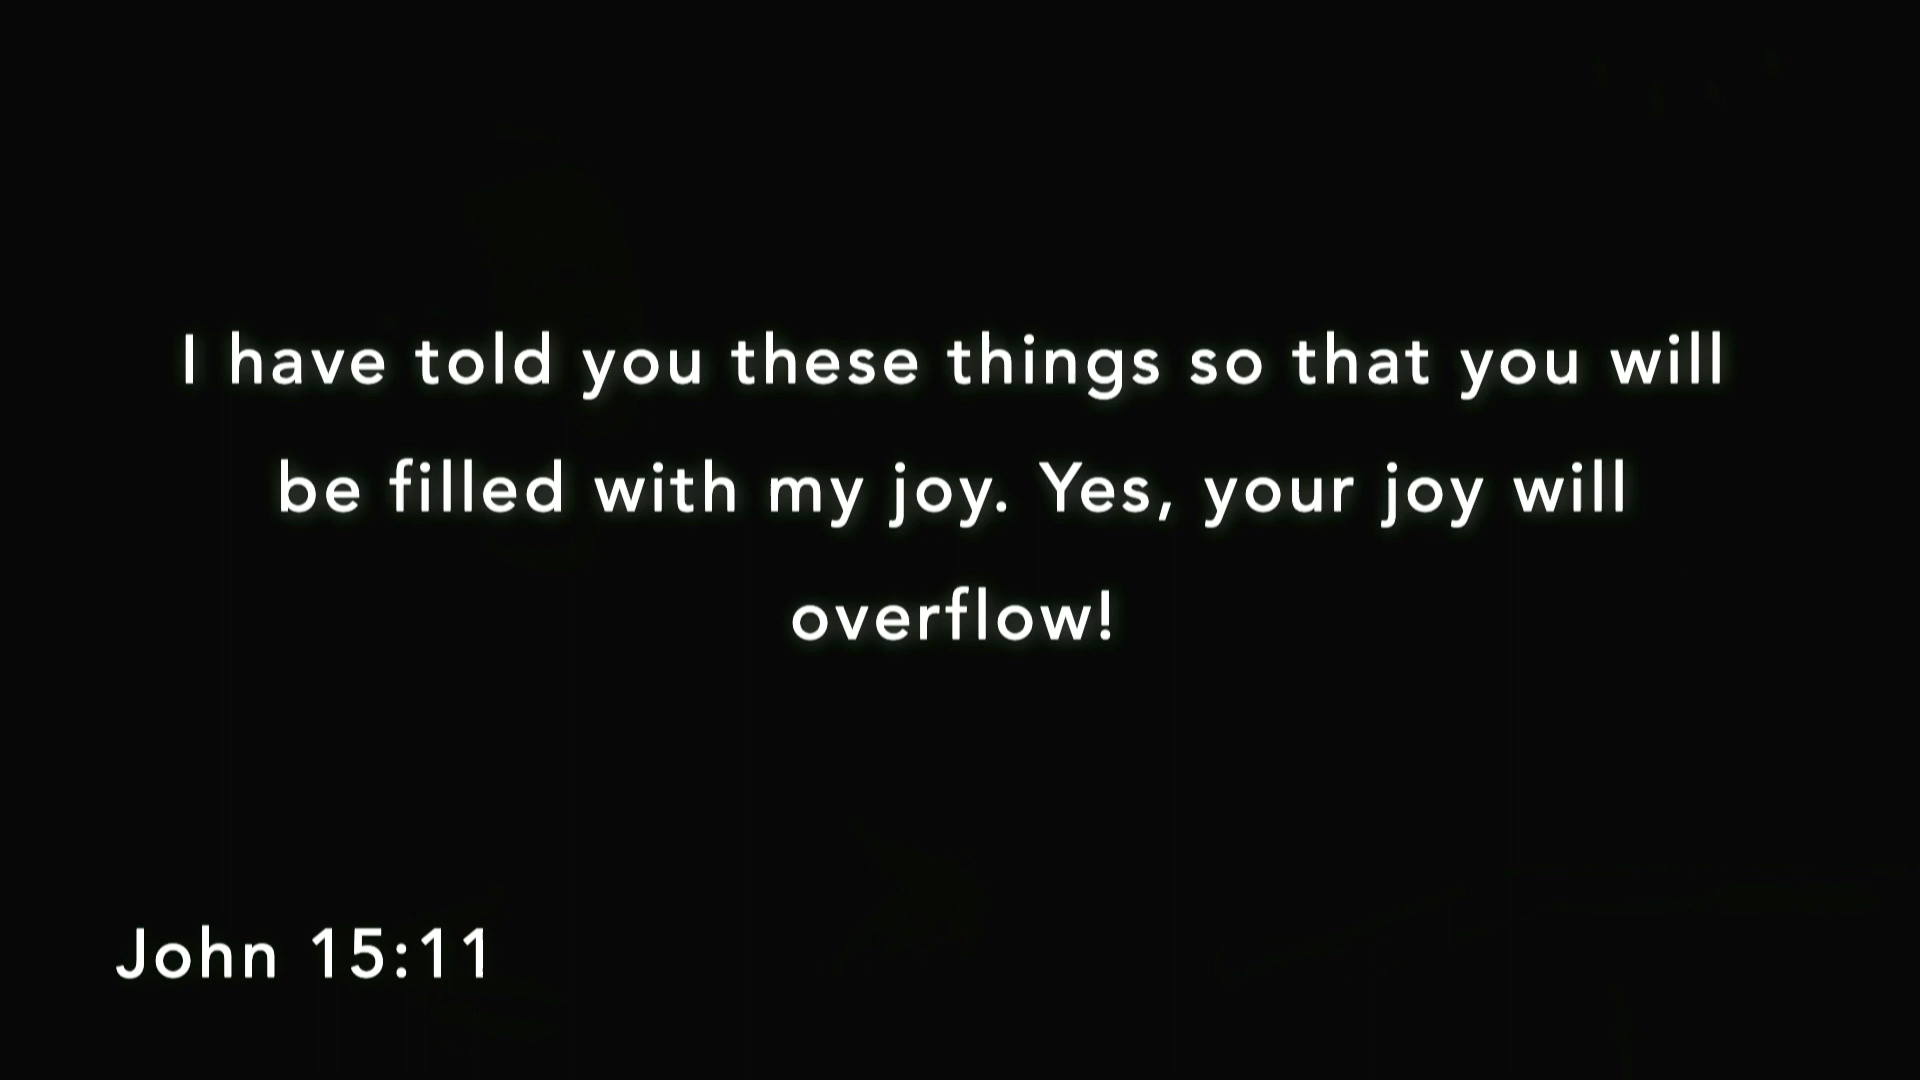 I have told you these things so that you will
be filled with my joy. Yes, your joy will
overflow!
John 15:11